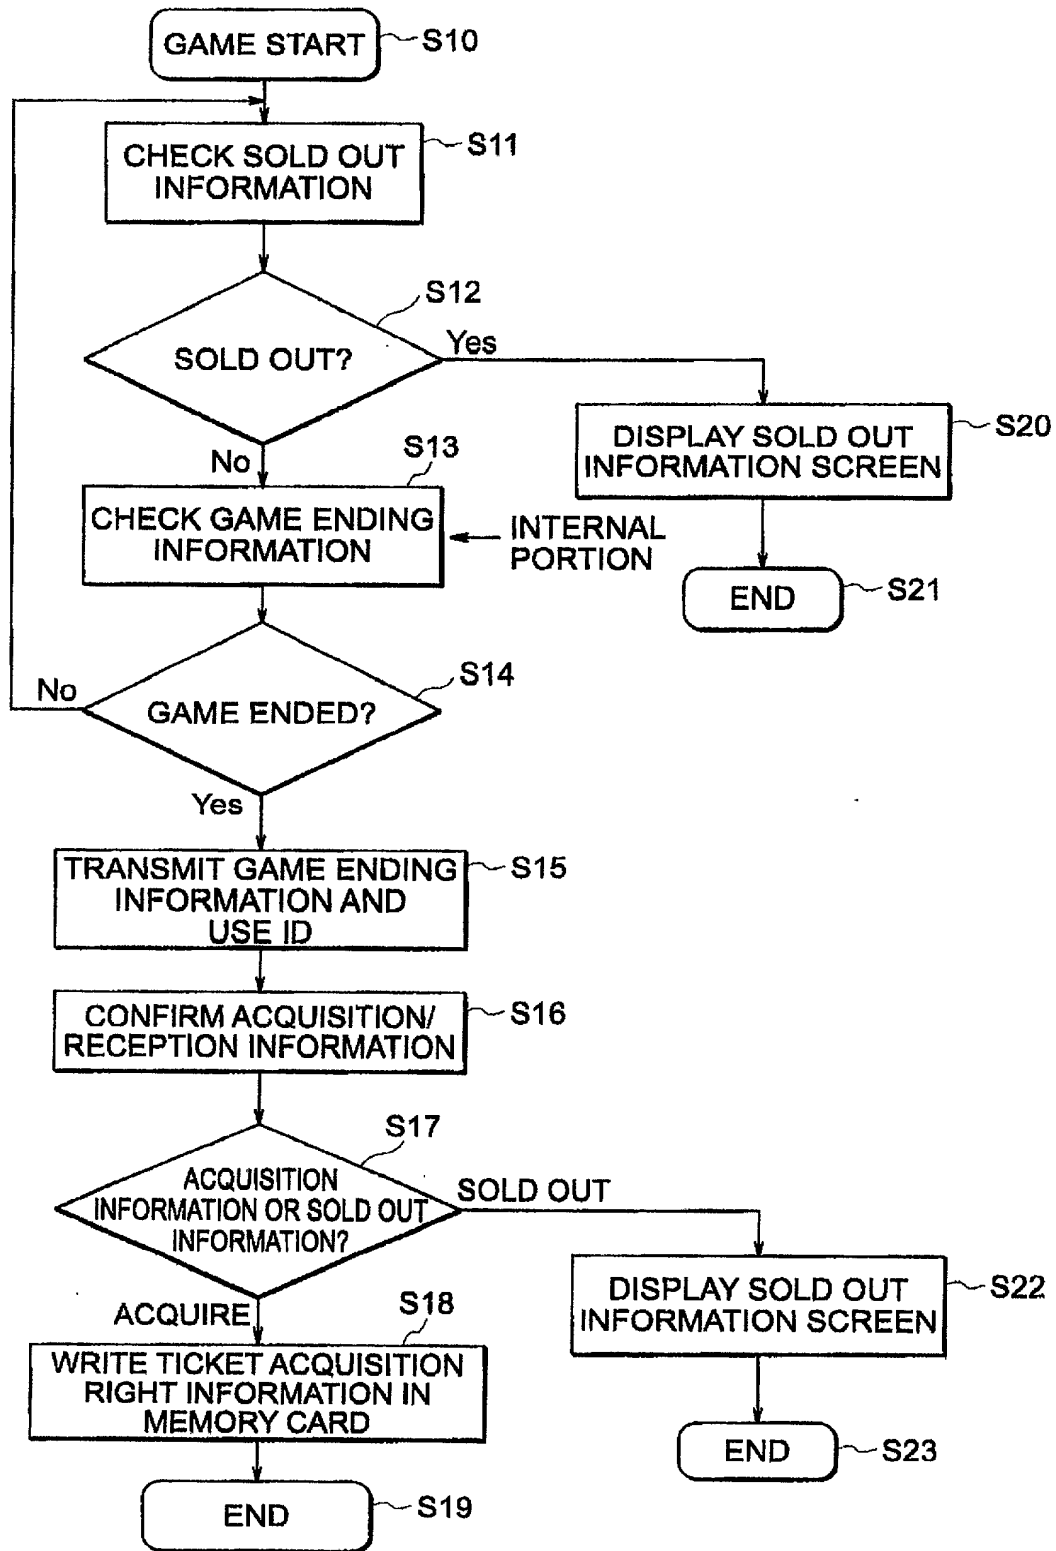 GAME START
S10
CHECK SOLD OUT
INFORMATION
S11
S12
SOLD OUT?
Yes
No
DISPLAY SOLD OUT
INFORMATION SCREEN
S20
END
S21
S13
CHECK GAME ENDING
INFORMATION
INTERNAL
PORTION
S14
GAME ENDED?
No
Yes
TRANSMIT GAME ENDING
INFORMATION AND
USE ID
S15
CONFIRM ACQUISITION/
RECEPTION INFORMATION
S16
S17
ACQUISITION
INFORMATION OR SOLD OUT
INFORMATION?
SOLD OUT
ACQUIRE
DISPLAY SOLD OUT
INFORMATION SCREEN
S22
END
S23
S18
WRITE TICKET ACQUISITION
RIGHT INFORMATION IN
MEMORY CARD
END
S19